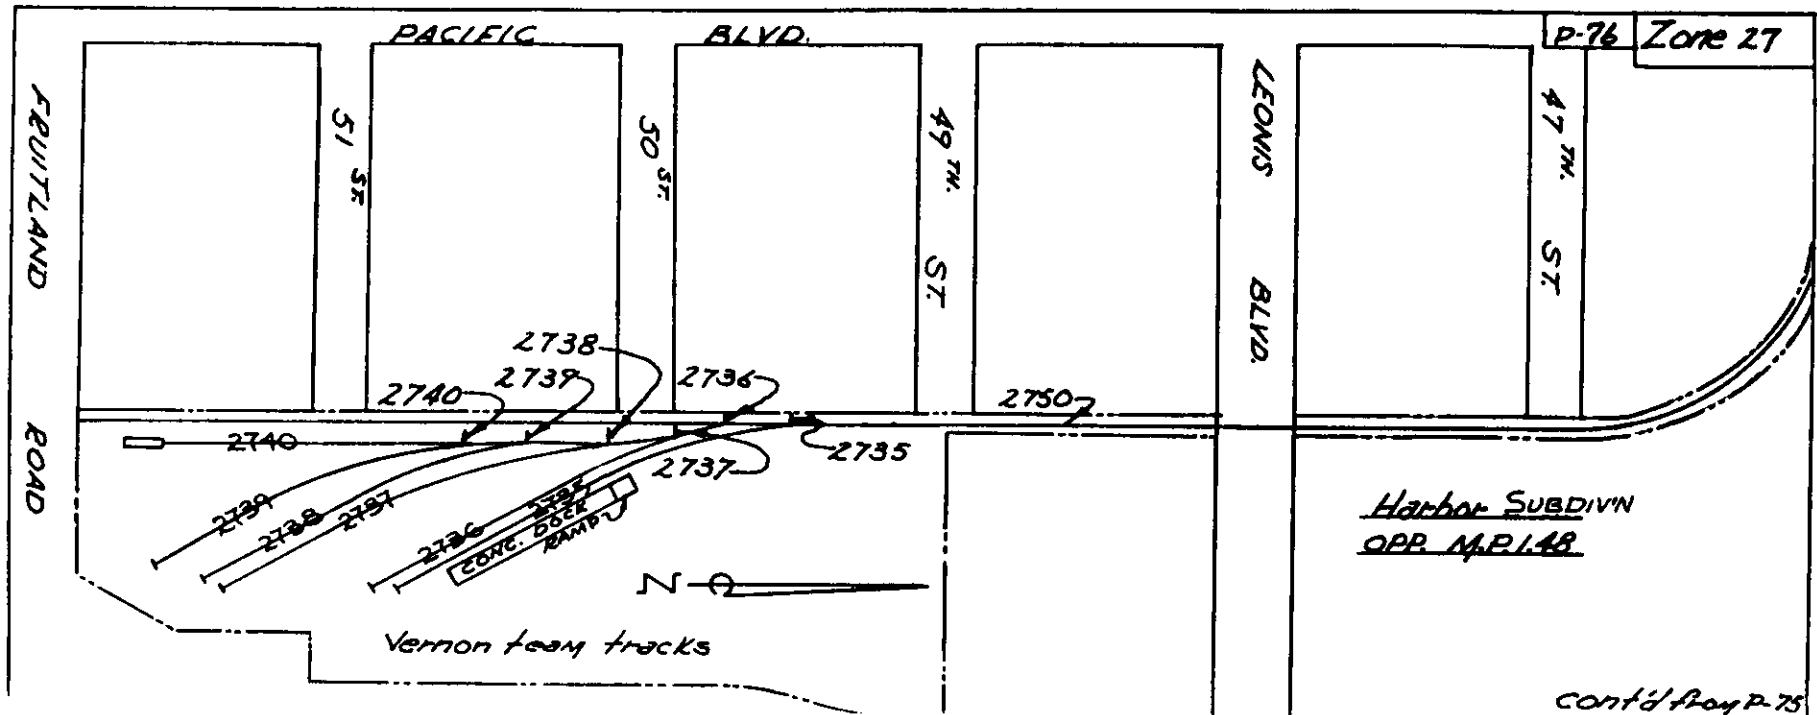 PACIFIC BLVD.
P-76
Zone 27
FRUITLAND ROAD
51 ST.
50 ST.
49 TH. ST.
LEONIS BLVD.
47 TH. ST.
2738
2739
2740
2736
2750
2740
2737
2735
2739
2738
2737
2736
2735
CONC. DOCK
RAMP
Harbor SUBDIV'N
OPP. M.P. 1.48
N
Vernon team tracks
cont'd from P-75